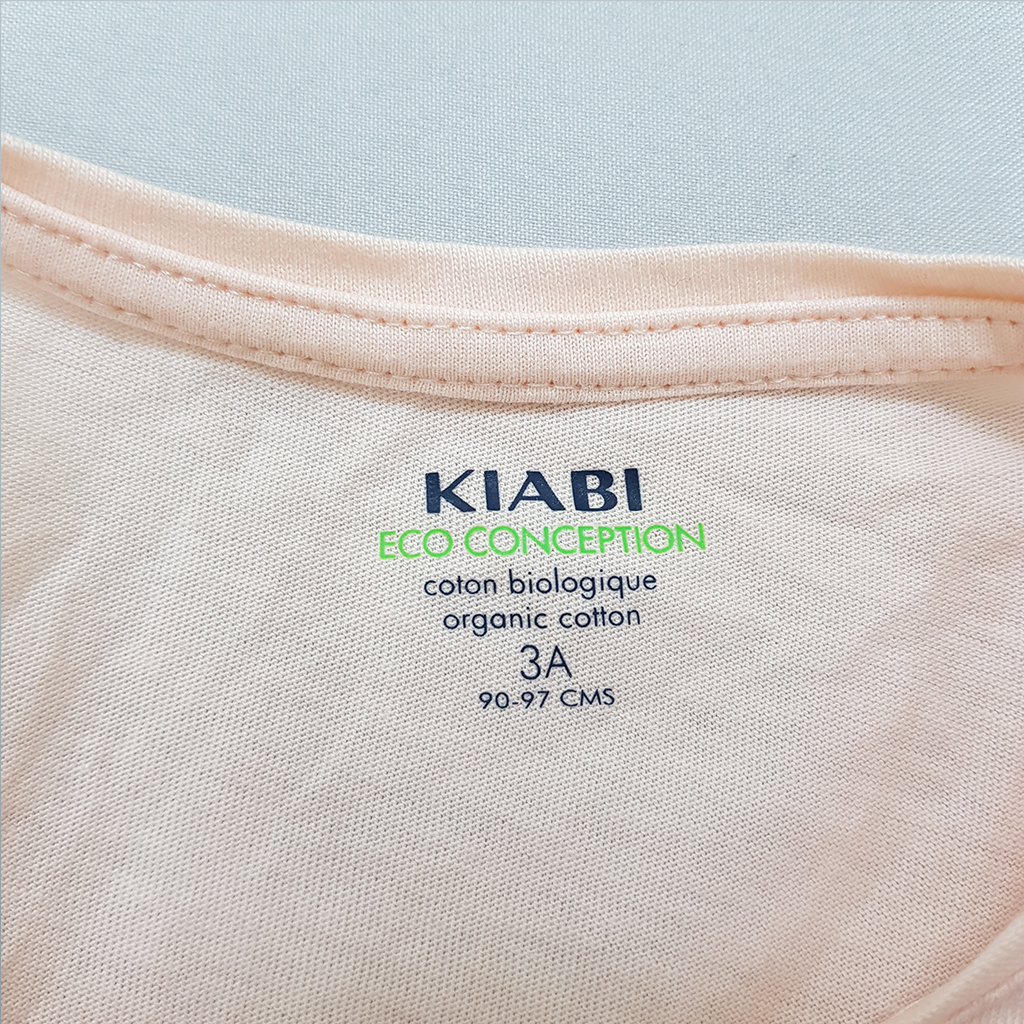 KIABI
ECO CONCEPTION
coton biologique
organic cotton
3A
90-97 CMS